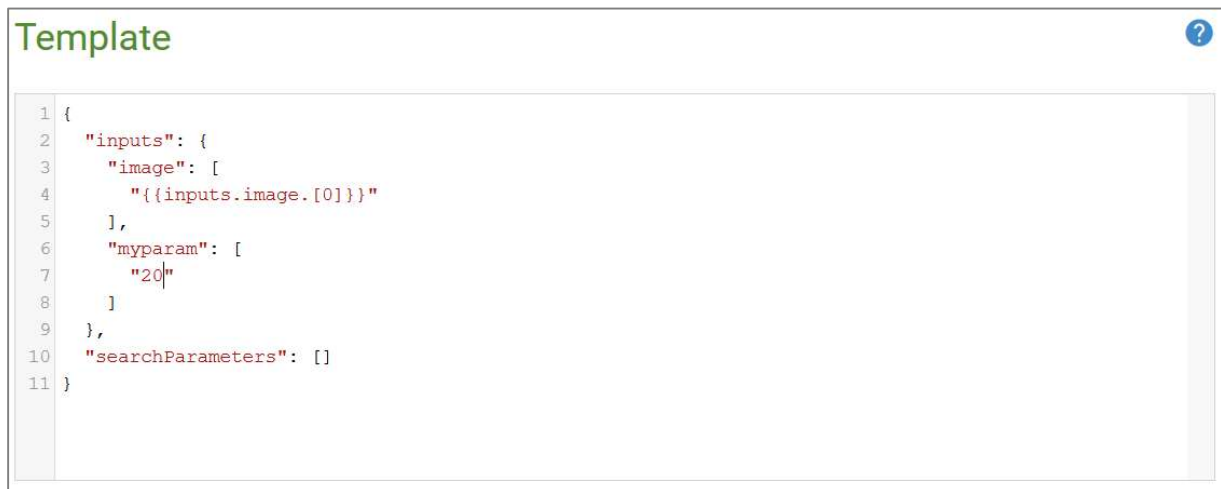 Template
?
1 {
2 "inputs": {
3 "image": [
4 "{{inputs.image.[0]}}"
5 ],
6 "myparam": [
7 "20"
8 ]
9 },
10 "searchParameters": []
11 }